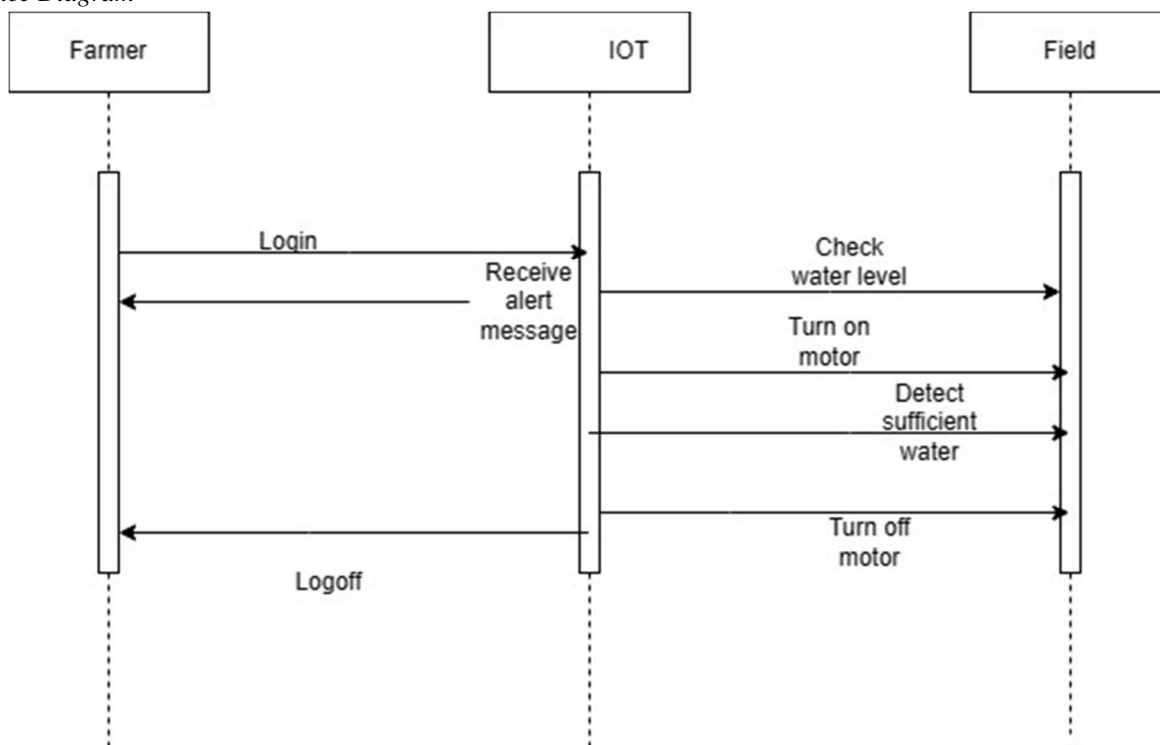 Diagram
Farmer
IOT
Field
Login
Check
water level
Receive
alert
message
Turn on
motor
Detect
sufficient
water
Turn off
motor
Logoff